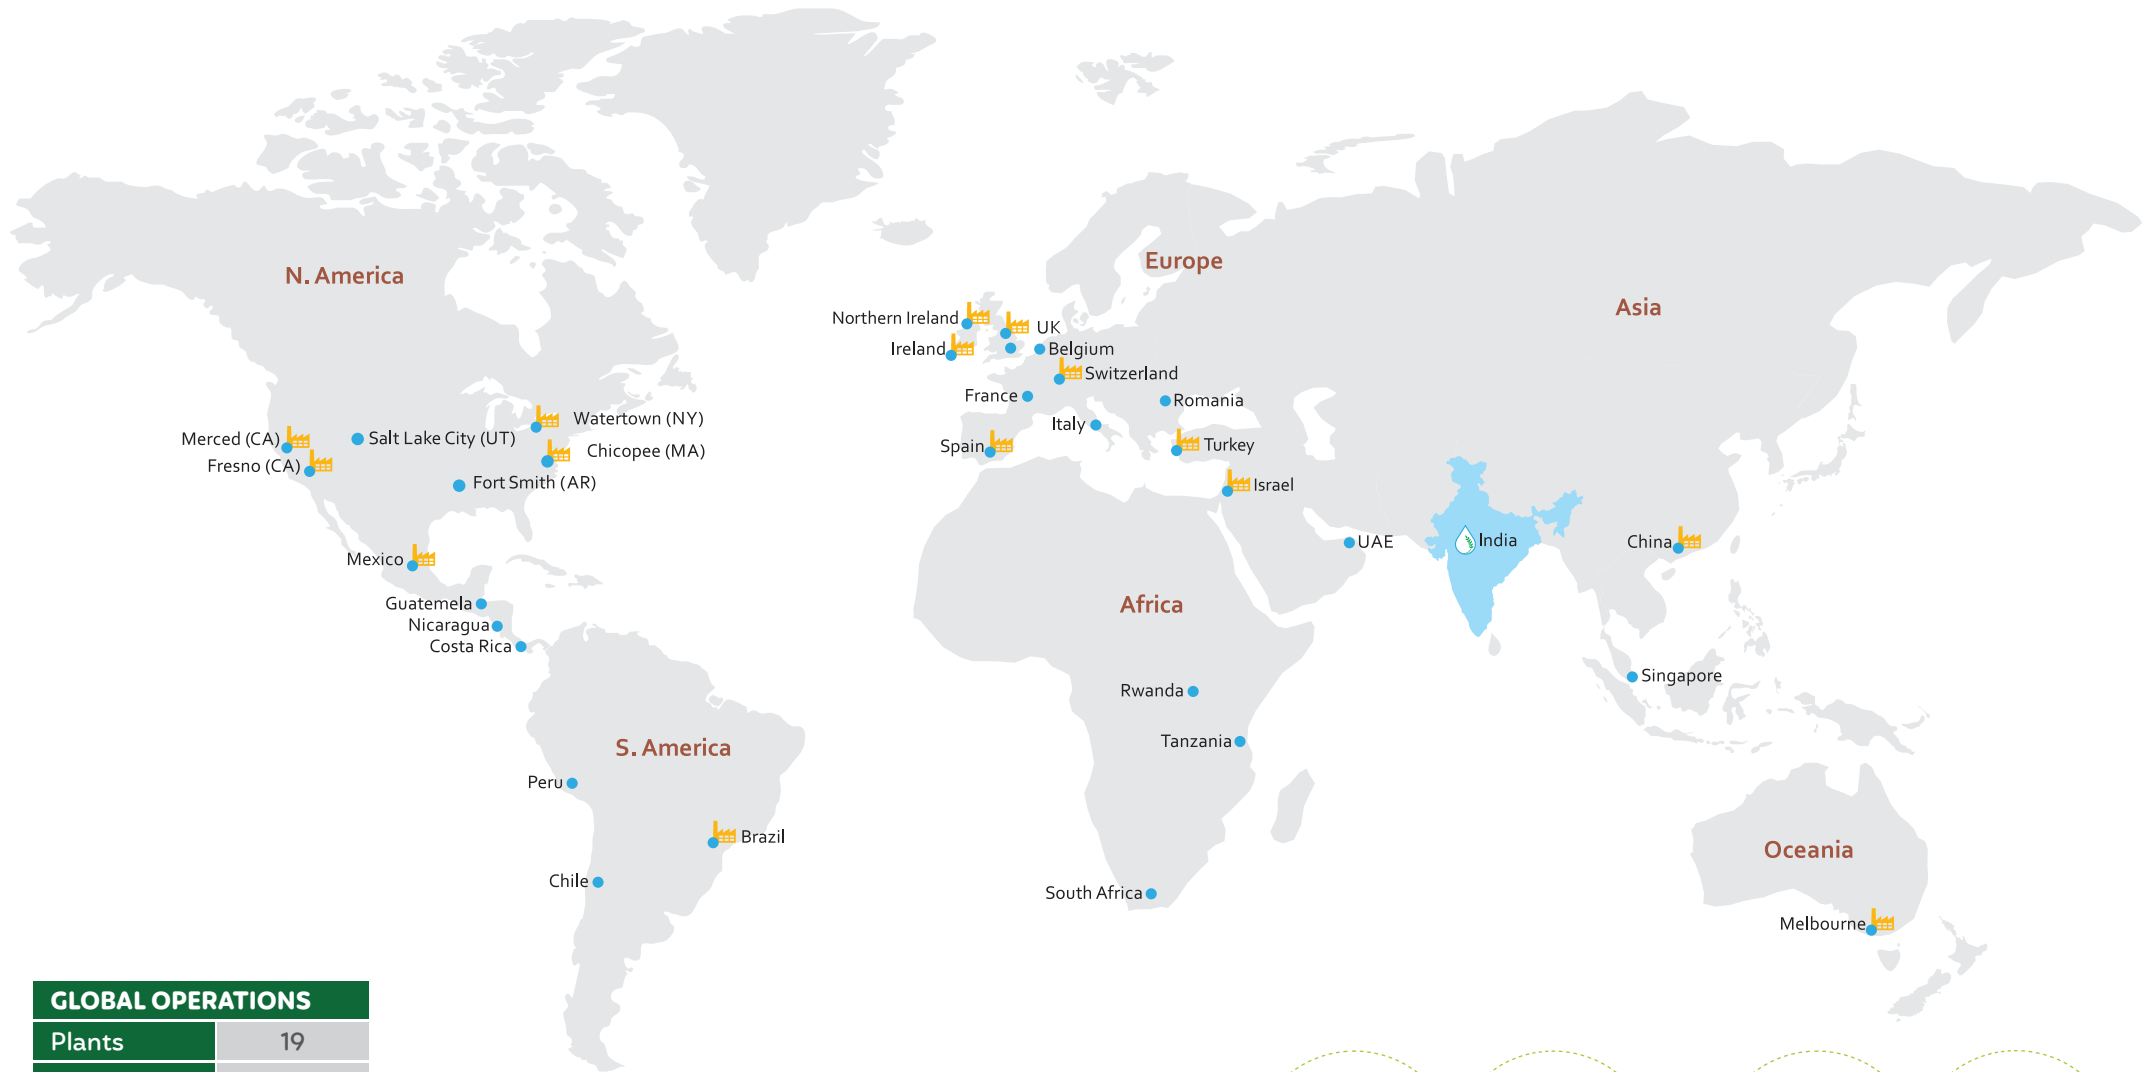 N. America
Europe
Asia
Northern Ireland
UK
Ireland
Belgium
Switzerland
France
Romania
Italy
Spain
Turkey
Israel
Watertown (NY)
Merced (CA)
Salt Lake City (UT)
Chicopee (MA)
Fresno (CA)
Fort Smith (AR)
Mexico
Guatemela
Nicaragua
Costa Rica
UAE
India
China
Africa
Rwanda
Singapore
Tanzania
S. America
Peru
Brazil
Chile
South Africa
Oceania
Melbourne
GLOBAL OPERATIONS
Plants 19